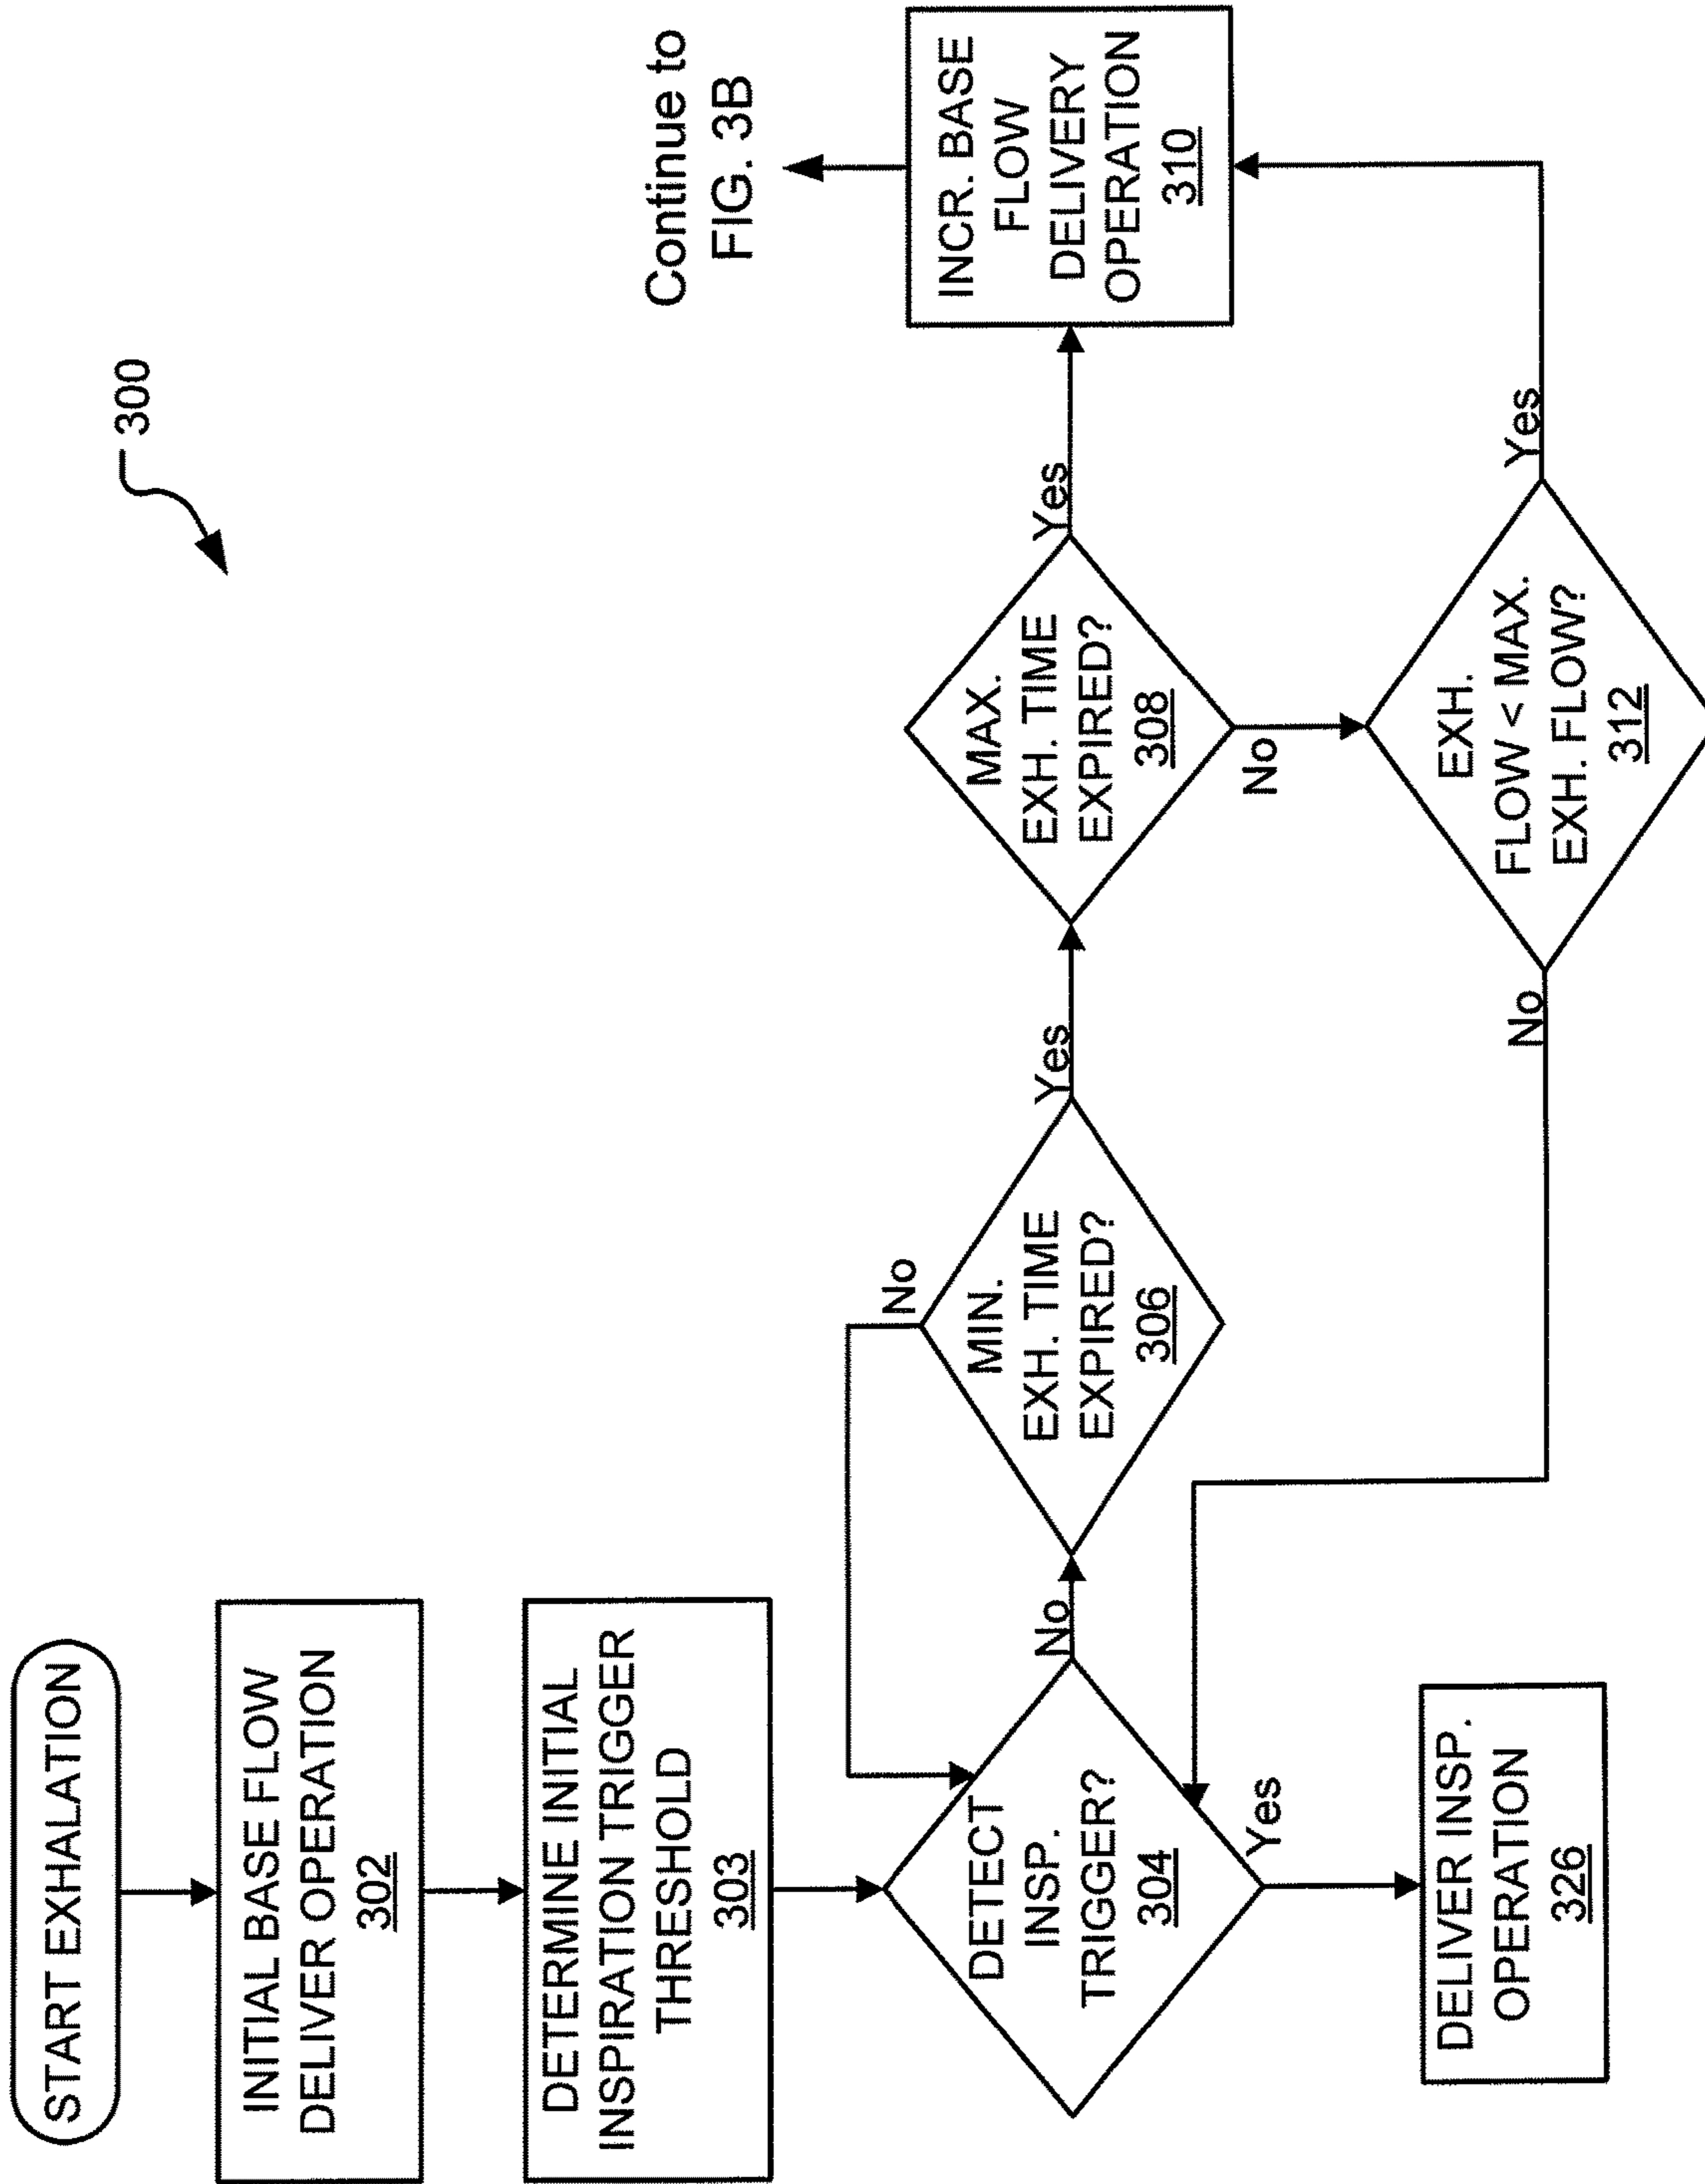 300
START EXHALATION
INITIAL BASE FLOW
DELIVER OPERATION
302
DETERMINE INITIAL
INSPIRATION TRIGGER
THRESHOLD
303
DETECT
INSP.
TRIGGER?
304
No
Yes
DELIVER INSP.
OPERATION
326
MIN.
EXH. TIME
EXPIRED?
306
No
Yes
MAX.
EXH. TIME
EXPIRED?
308
Yes
No
EXH.
FLOW < MAX.
EXH. FLOW?
312
No
Yes
INCR. BASE
FLOW
DELIVERY
OPERATION
310
Continue to
FIG. 3B